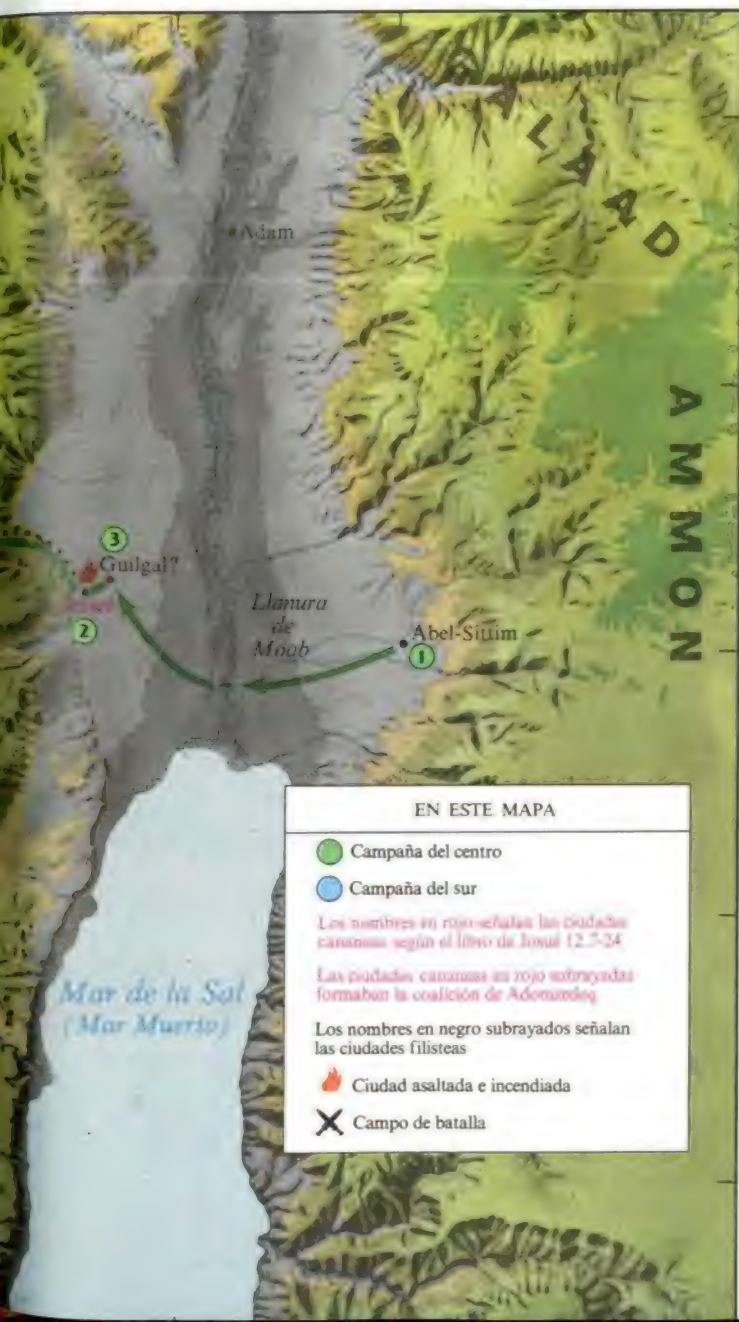 ALAAD
Adam
AMMON
3
Guilgal?
2
Llanura
de
Moab
Abel-Sittim
1
EN ESTE MAPA
Campaña del centro
Campaña del sur
Los nombres en rojo señalan las ciudades
cananeas según el libro de Josué 12.7-24
Las ciudades cananeas en rojo subrayadas
formaban la coalición de
Los nombres en negro subrayados señalan
las ciudades filisteas
Ciudad asaltada e incendiada
Campo de batalla
Mar de la Sal
(Mar Muerto)